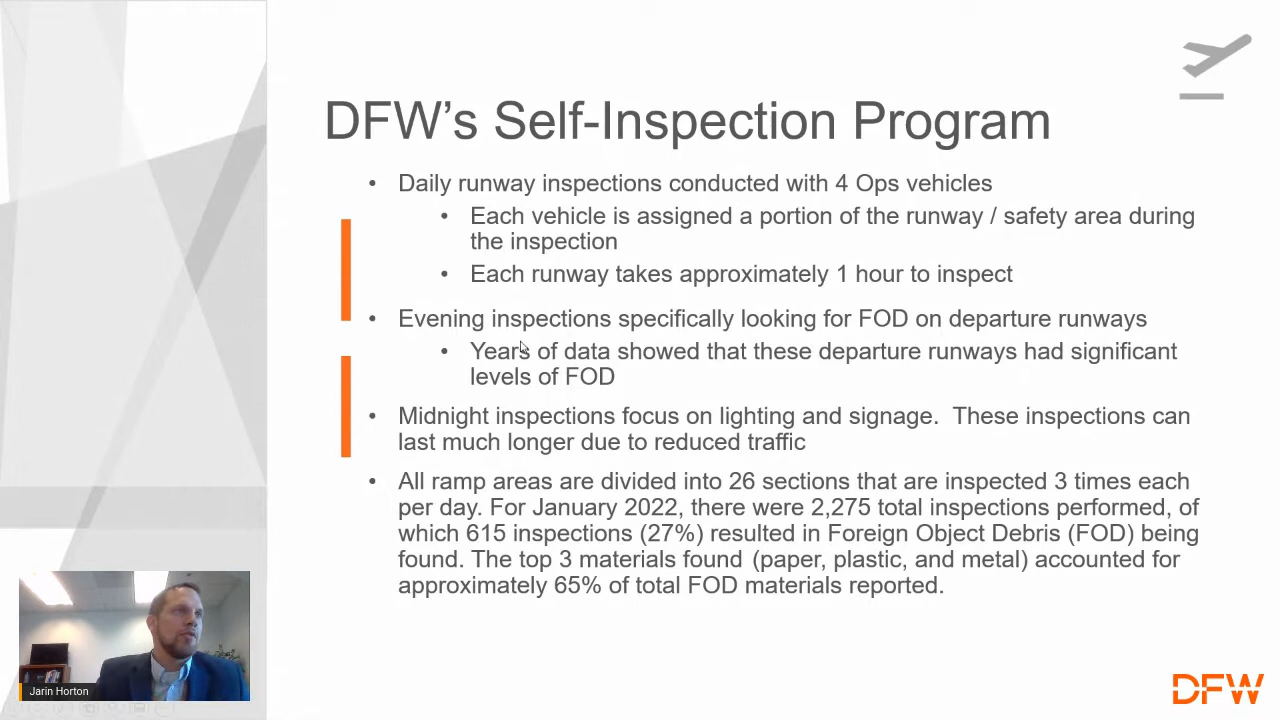 DFW’s Self-Inspection Program
• Daily runway inspections conducted with 4 Ops vehicles
• Each vehicle is assigned a portion of the runway / safety area during
the inspection
• Each runway takes approximately 1 hour to inspect
• Evening inspections specifically looking for FOD on departure runways
• Years of data showed that these departure runways had significant
levels of FOD
• Midnight inspections focus on lighting and signage.  These inspections can
last much longer due to reduced traffic
• All ramp areas are divided into 26 sections that are inspected 3 times each
per day. For January 2022, there were 2,275 total inspections performed, of
which 615 inspections (27%) resulted in Foreign Object Debris (FOD) being
found. The top 3 materials found (paper, plastic, and metal) accounted for
approximately 65% of total FOD materials reported.
Jarin Horton
DFW